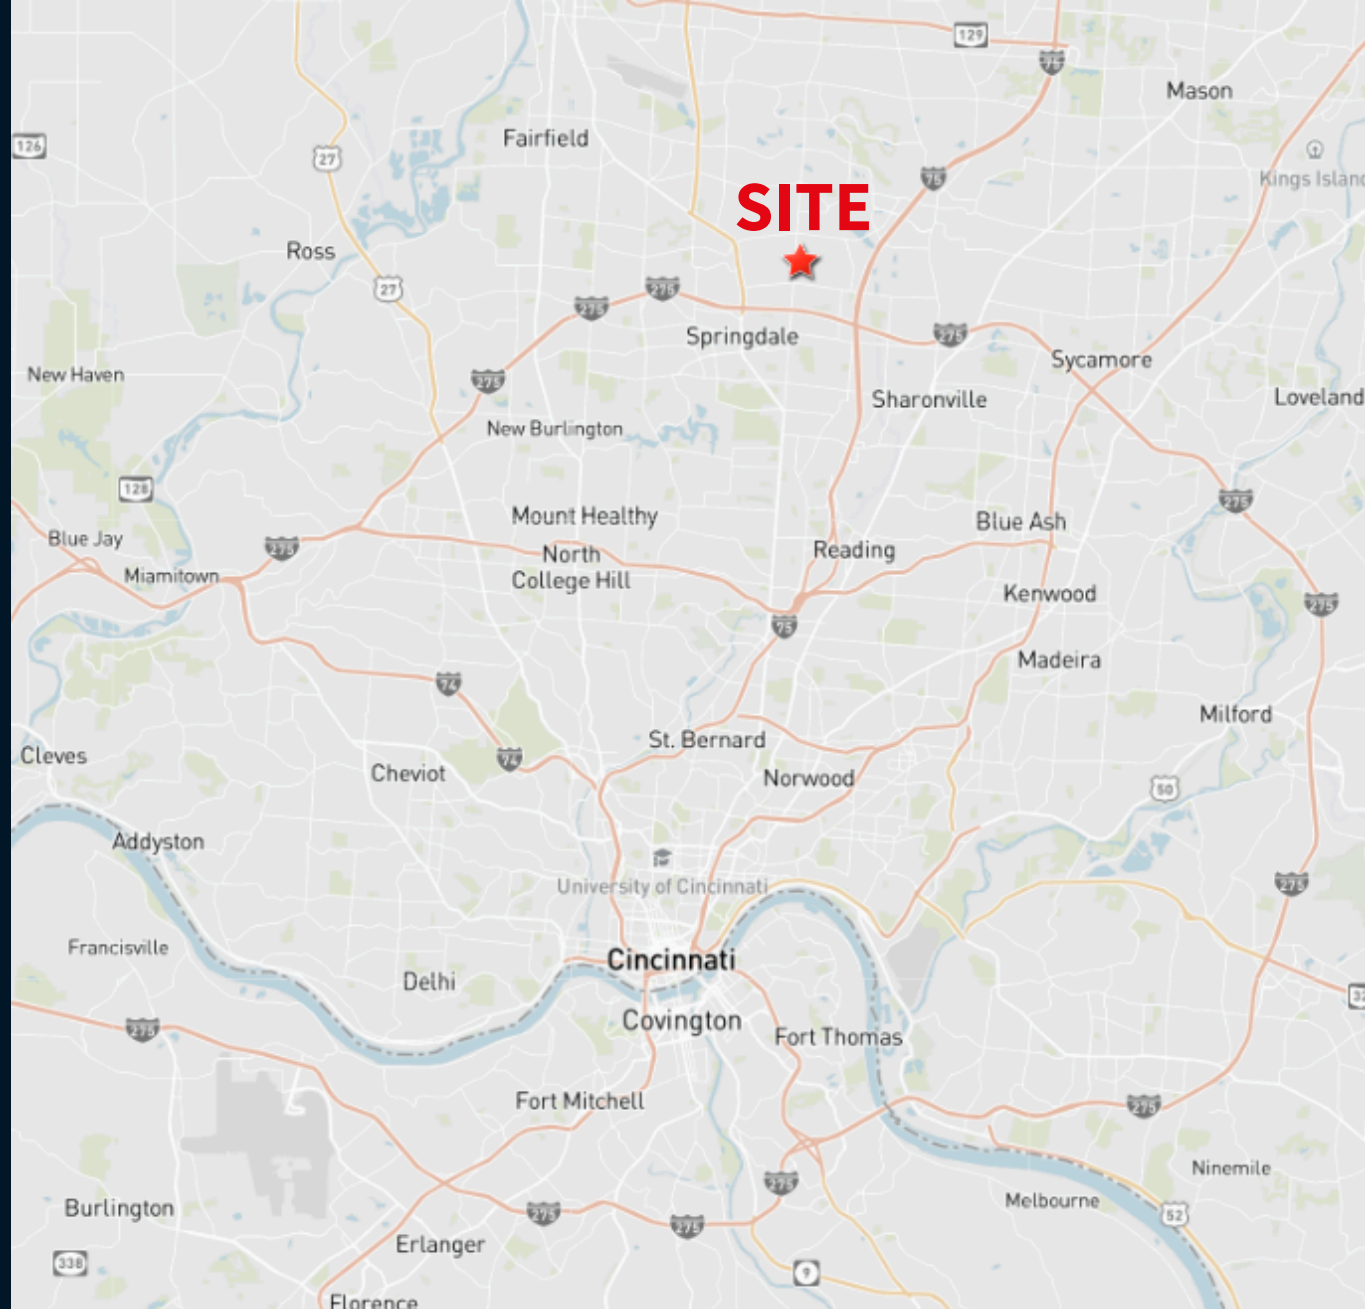 129
75
Mason
Fairfield
126
27
Kings Island
75
SITE
Ross
27
275
275
Springdale
275
Sycamore
New Haven
275
Sharonville
Loveland
New Burlington
128
275
Mount Healthy
Blue Ash
Blue Jay
275
North
College Hill
Reading
Miamitown
Kenwood
275
75
Madeira
74
Milford
St. Bernard
Cleves
74
Cheviot
Norwood
50
Addyston
University of Cincinnati
275
Francisville
Cincinnati
Delhi
32
Covington
275
Fort Thomas
Fort Mitchell
275
Ninemile
275
Melbourne
Burlington
275
275
52
Erlanger
338
9
Florence